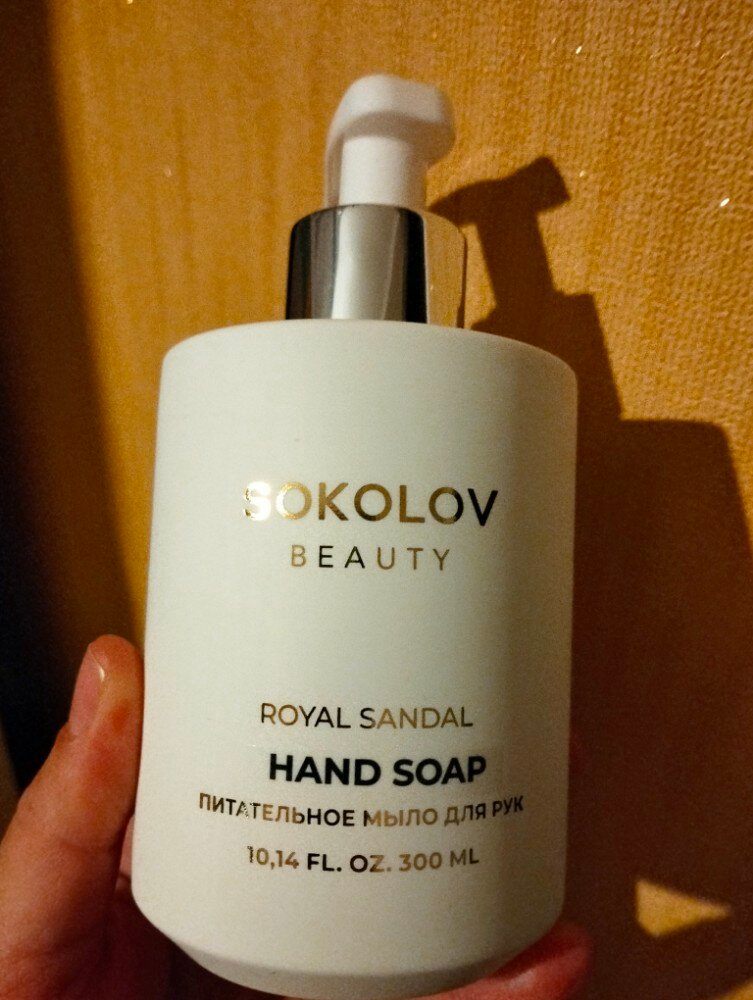 SOKOLOV
BEAUTY
ROYAL SANDAL
HAND SOAP
ПИТАТЕЛЬНОЕ МЫЛО ДЛЯ РУК
10,14 FL. OZ. 300 ML